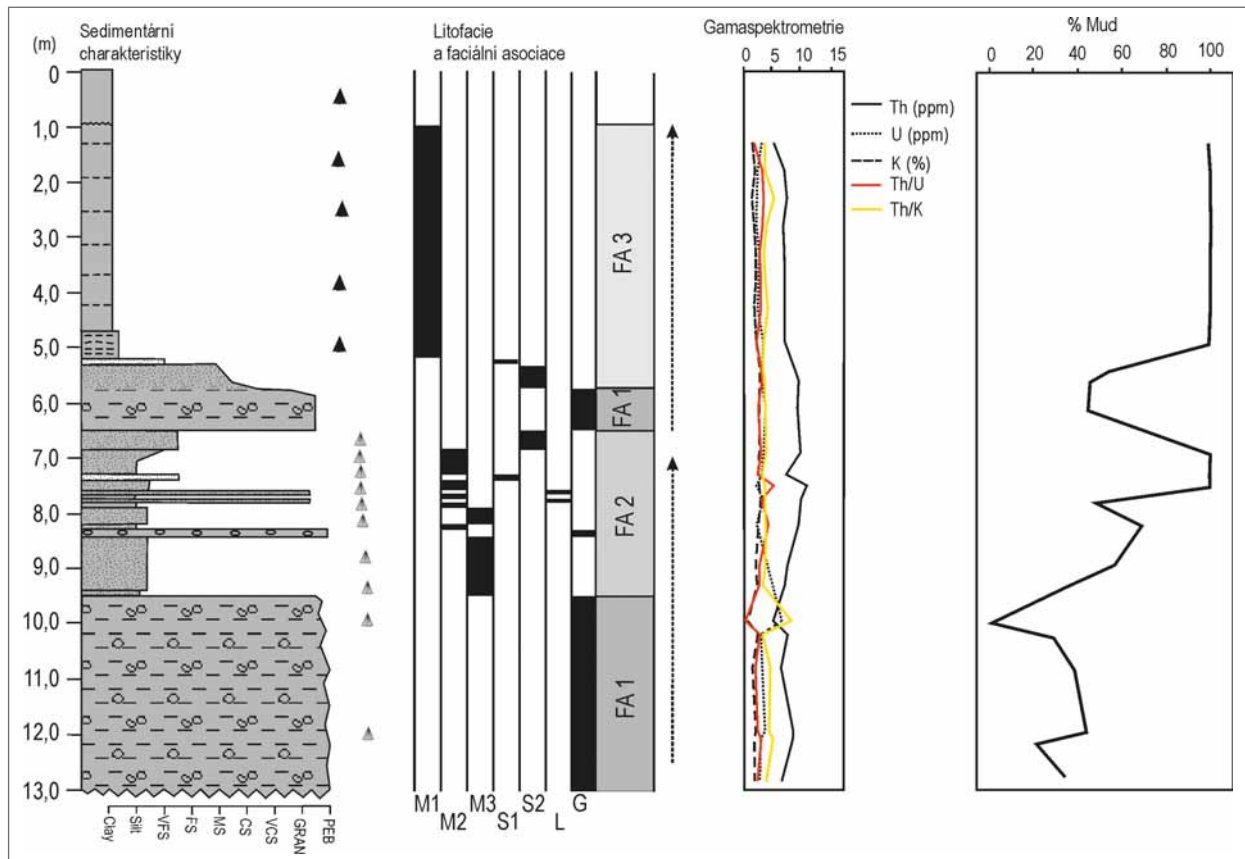 Sedimentární
charakteristiky
(m)
0
1,0
2,0
3,0
4,0
5,0
6,0
7,0
8,0
9,0
10,0
11,0
12,0
13,0
Clay
Silt
VFS
FS
MS
CS
VCS
GRAN
PEB
Litofacie
a faciální asociace
FA 3
FA 1
FA 2
FA 1
M1
M2
M3
S1
S2
L
G
Gamaspektrometrie
0 5 10 15
Th (ppm)
U (ppm)
K (%)
Th/U
Th/K
% Mud
0 20 40 60 80 100